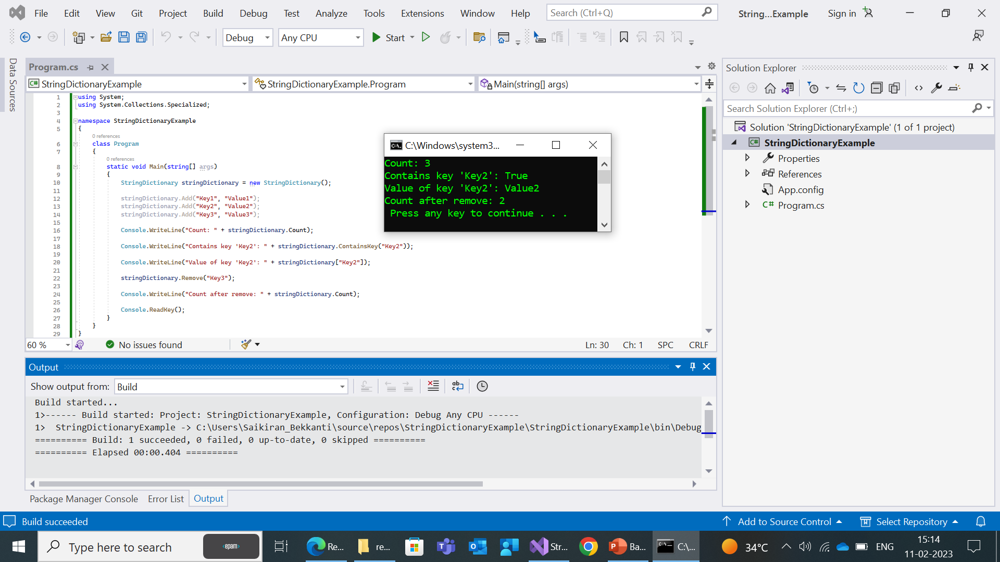 File Edit View Git Project Build Debug Test Analyze Tools Extensions Window Help Search (Ctrl+Q) String...Example Sign in
Debug Any CPU Start
Data Sources
Program.cs
StringDictionaryExample StringDictionaryExample.Program Main(string[] args)
1 using System;
2 using System.Collections.Specialized;
3
4 namespace StringDictionaryExample
5 {
0 references
6 class Program
7 {
0 references
8 static void Main(string[] args)
9 {
10 StringDictionary stringDictionary = new StringDictionary();
11
12 stringDictionary.Add("Key1", "Value1");
13 stringDictionary.Add("Key2", "Value2");
14 stringDictionary.Add("Key3", "Value3");
15
16 Console.WriteLine("Count: " + stringDictionary.Count);
17
18 Console.WriteLine("Contains key 'Key2': " + stringDictionary.ContainsKey("Key2"));
19
20 Console.WriteLine("Value of key 'Key2': " + stringDictionary["Key2"]);
21
22 stringDictionary.Remove("Key3");
23
24 Console.WriteLine("Count after remove: " + stringDictionary.Count);
25
26 Console.ReadKey();
27 }
28 }
29 }
C:\Windows\system3...
Count: 3
Contains key 'Key2': True
Value of key 'Key2': Value2
Count after remove: 2
Press any key to continue . . .
60 % No issues found Ln: 30 Ch: 1 SPC CRLF
Output
Show output from: Build
Build started...
1>------ Build started: Project: StringDictionaryExample, Configuration: Debug Any CPU ------
1> StringDictionaryExample -> C:\Users\Saikiran_Bekkanti\source\repos\StringDictionaryExample\StringDictionaryExample\bin\Debug
========== Build: 1 succeeded, 0 failed, 0 up-to-date, 0 skipped ==========
========== Elapsed 00:00.404 ==========
Package Manager Console Error List Output
Solution Explorer
Search Solution Explorer (Ctrl+;)
Solution 'StringDictionaryExample' (1 of 1 project)
C# StringDictionaryExample
Properties
References
App.config
C# Program.cs
Build succeeded Add to Source Control Select Repository
Type here to search <epam> Re... re... Str... Ba... C:\... 34°C ENG 15:14
11-02-2023